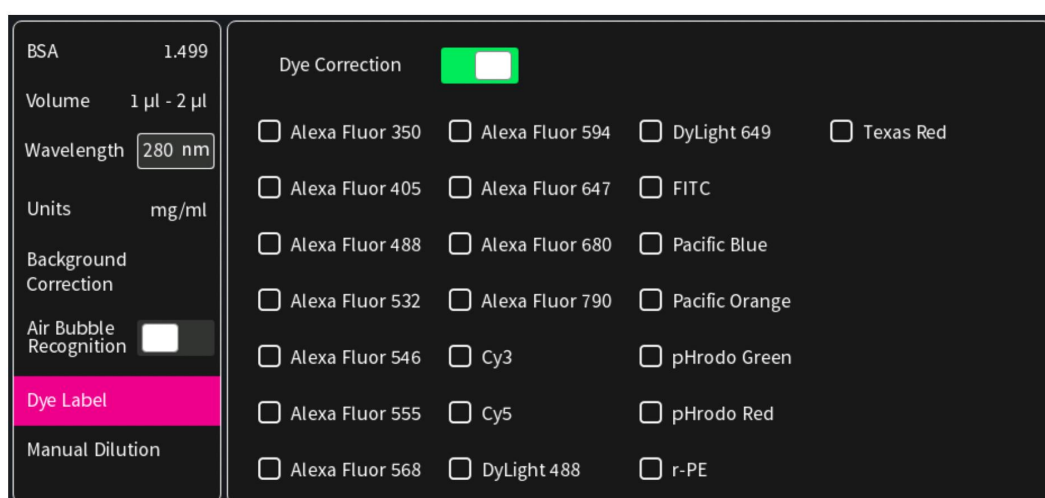 BSA 1.499
Volume 1 µl - 2 µl
Wavelength 280 nm
Units mg/ml
Background
Correction
Air Bubble
Recognition
Dye Label
Manual Dilution
Dye Correction
Alexa Fluor 350 Alexa Fluor 594 DyLight 649 Texas Red
Alexa Fluor 405 Alexa Fluor 647 FITC
Alexa Fluor 488 Alexa Fluor 680 Pacific Blue
Alexa Fluor 532 Alexa Fluor 790 Pacific Orange
Alexa Fluor 546 Cy3 pHrodo Green
Alexa Fluor 555 Cy5 pHrodo Red
Alexa Fluor 568 DyLight 488 r-PE